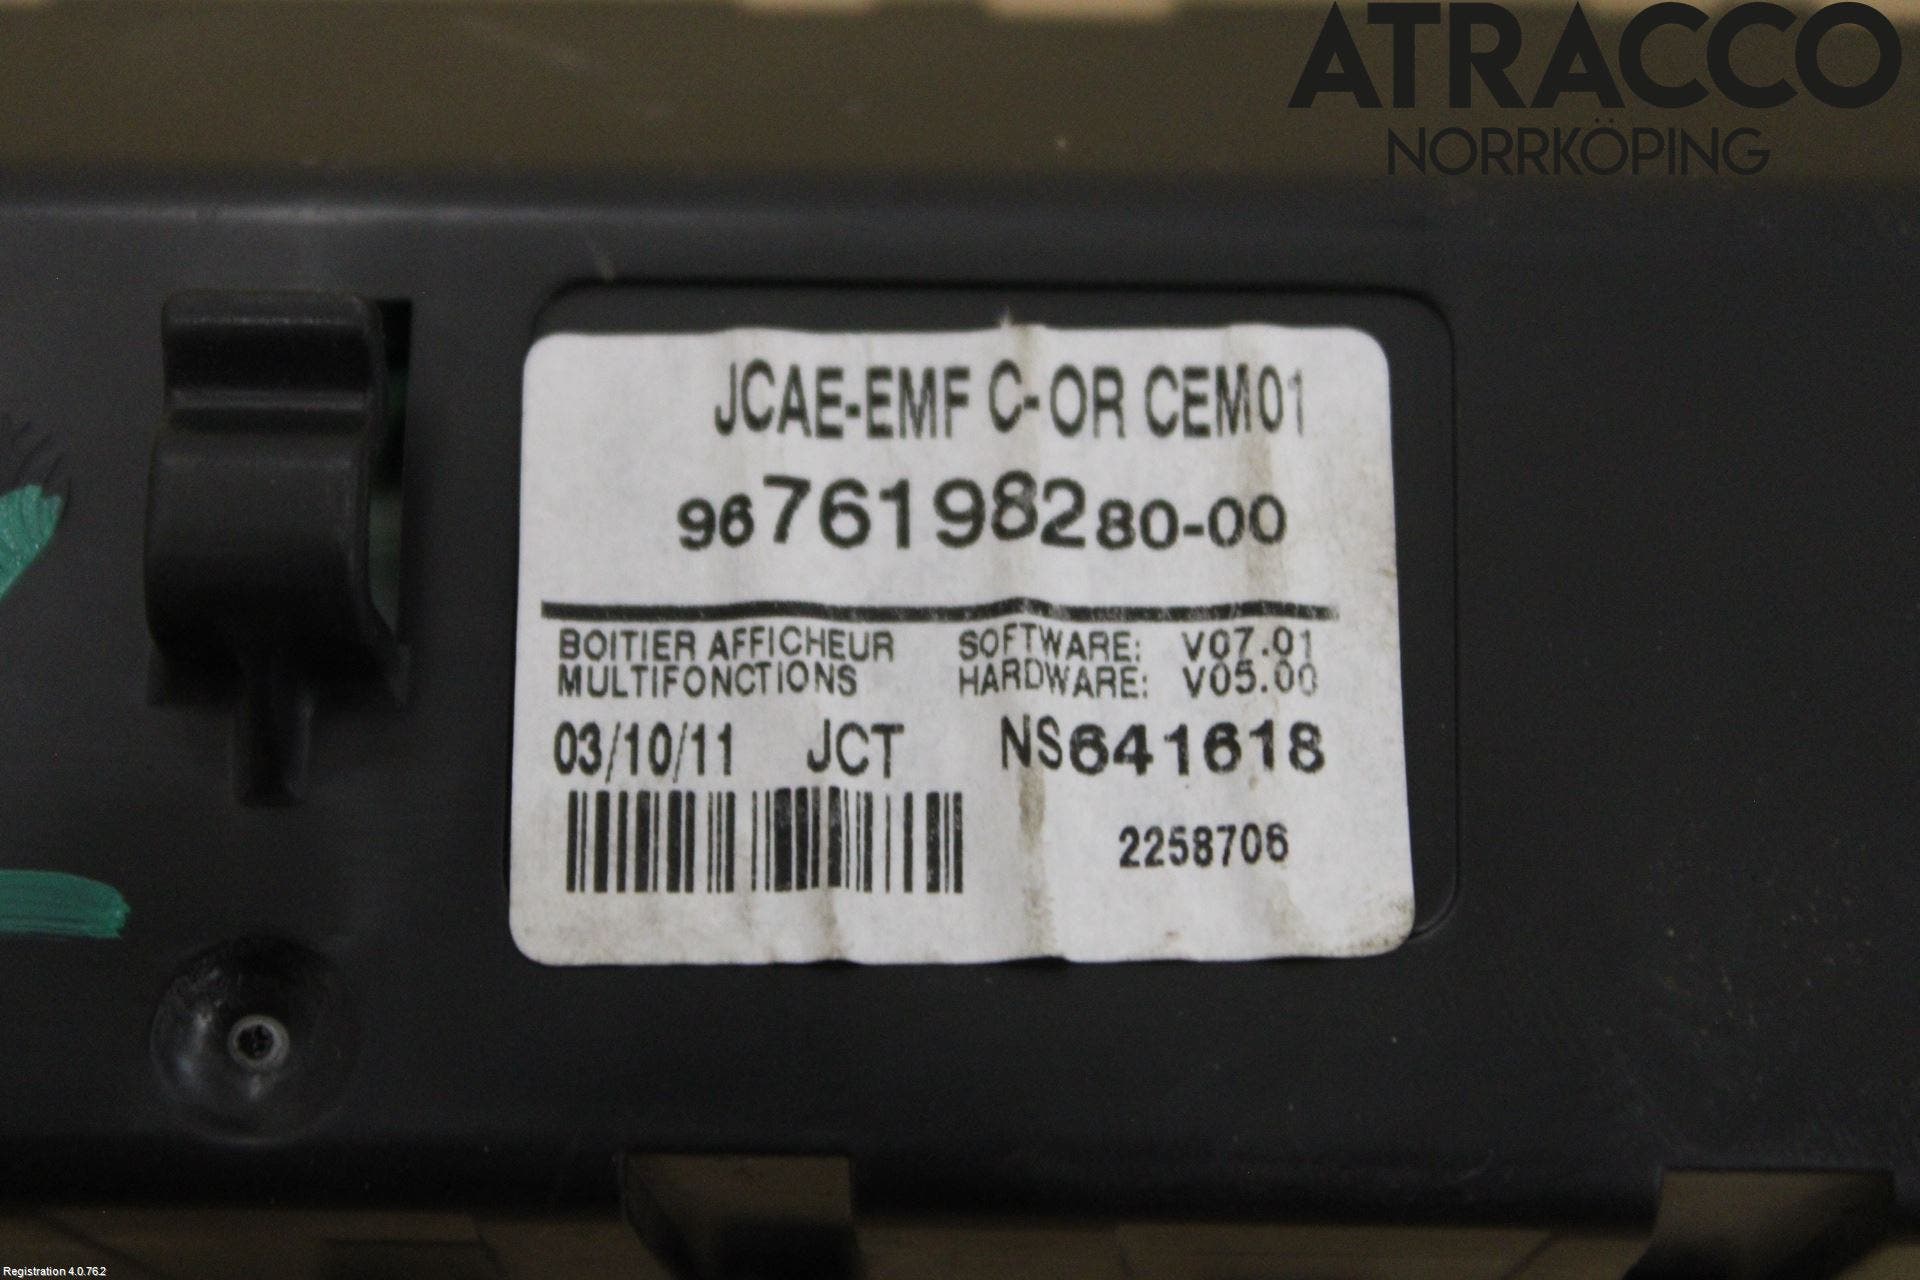 ATRACCO
NORRKÖPING
JCAE-EMF C-OR CEM01
9676198280-00
BOITIER AFFICHEUR SOFTWARE: V07.01
MULTIFONCTIONS HARDWARE: V05.00
03/10/11 JCT NS641618
2258706
Registration 4.0.76.2